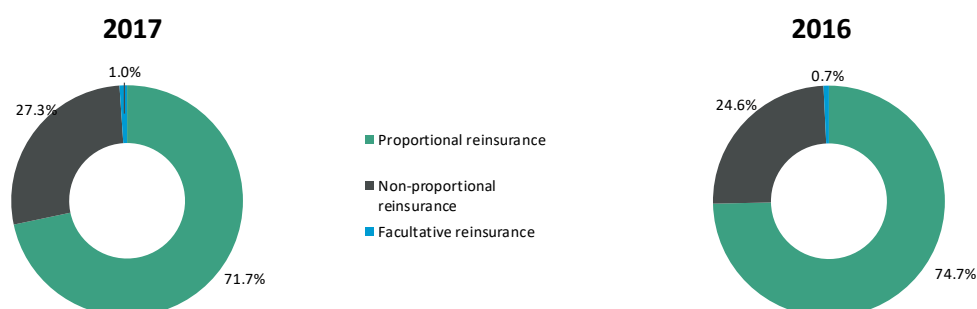 2017
1.0%
27.3%
71.7%
Proportional reinsurance
Non-proportional
reinsurance
Facultative reinsurance
2016
0.7%
24.6%
74.7%